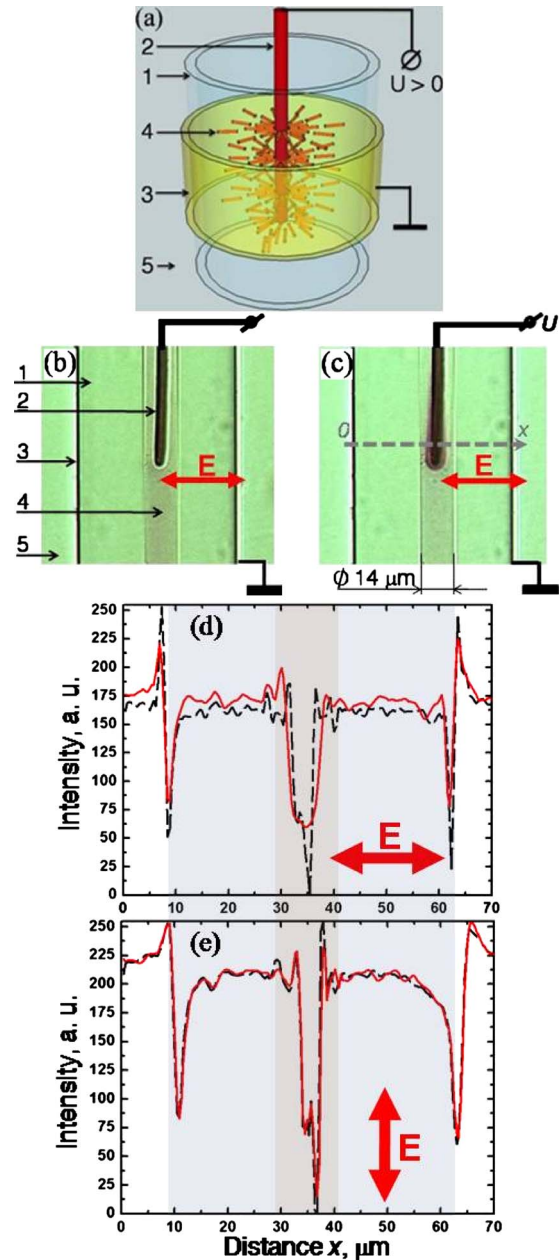 (a)
2
1
U > 0
4
3
5
(b)
(c)
U
1
2
3
4
5
E
0
x
E
ϕ 14 μm
(d)
Intensity, a. u.
250
225
200
175
150
125
100
75
50
25
0
E
0 10 20 30 40 50 60 70
(e)
Intensity, a. u.
250
225
200
175
150
125
100
75
50
25
0
E
0 10 20 30 40 50 60 70
Distance x, μm